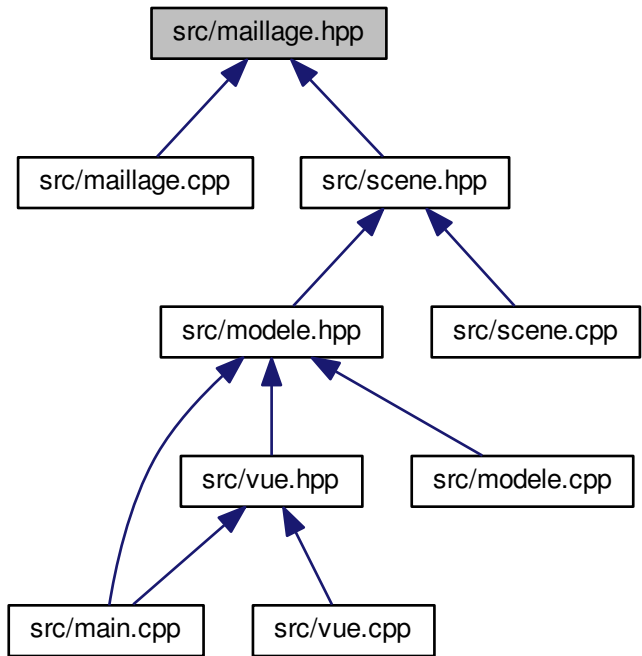 src/maillage.hpp
src/maillage.cpp
src/scene.hpp
src/modele.hpp
src/scene.cpp
src/vue.hpp
src/modele.cpp
src/main.cpp
src/vue.cpp